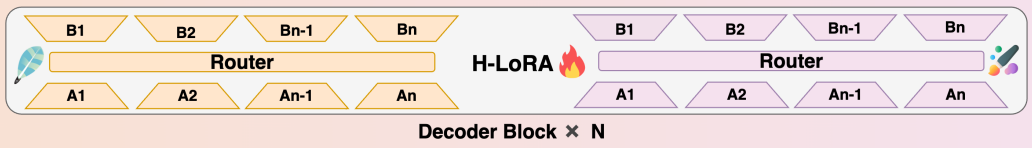 B1 B2 Bn-1 Bn B1 B2 Bn-1 Bn
Router H-LoRA Router
A1 A2 An-1 An A1 A2 An-1 An
Decoder Block × N